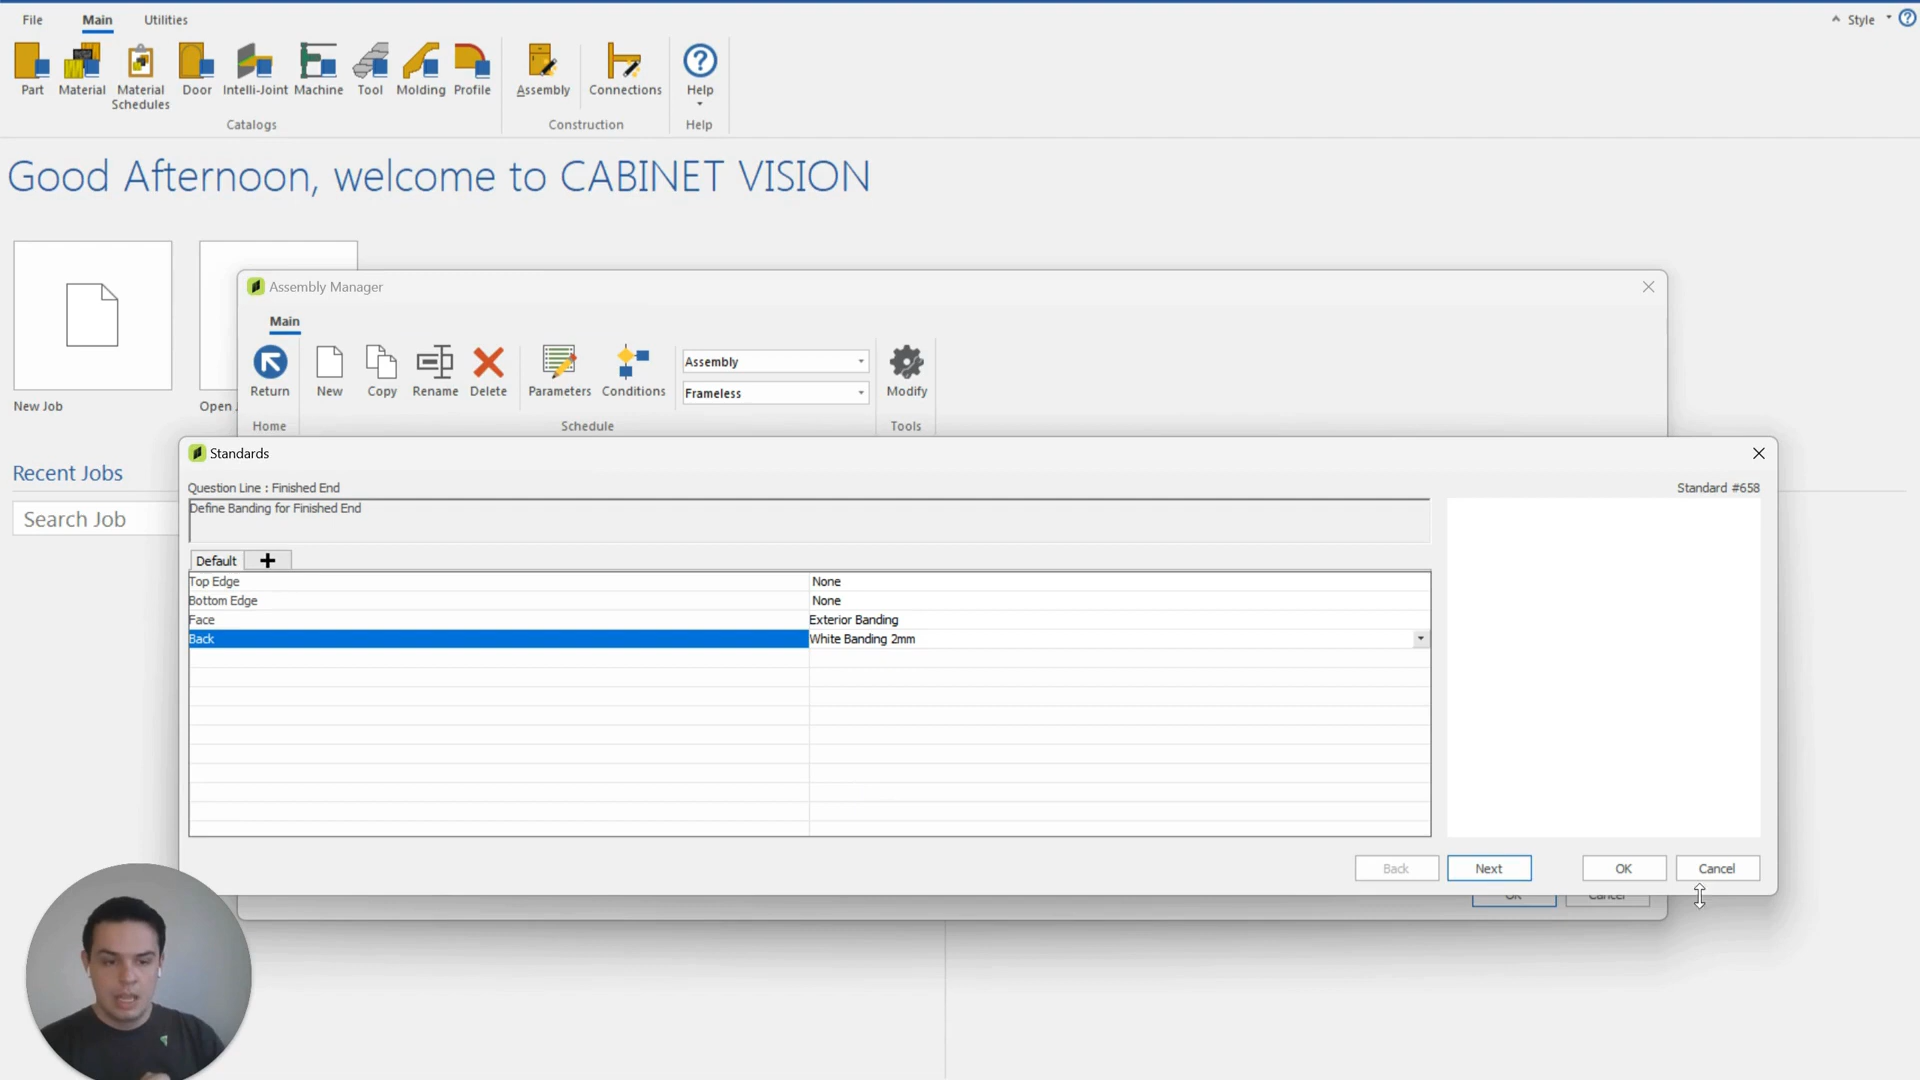 File Main Utilities
Style
Part Material Material Schedules Door Intelli-Joint Machine Tool Molding Profile Assembly Connections Help
Catalogs Construction Help
Good Afternoon, welcome to CABINET VISION
New Job
Open
Recent Jobs
Search Job
Assembly Manager
Main
Return New Copy Rename Delete Parameters Conditions Modify
Assembly
Frameless
Home Schedule Tools
Standards
Question Line : Finished End
Standard #658
Define Banding for Finished End
Default
Top Edge None
Bottom Edge None
Face Exterior Banding
Back White Banding 2mm
Back Next OK Cancel
OK Cancel